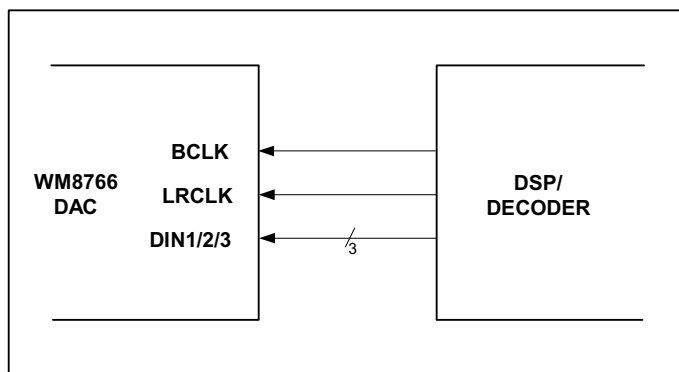 WM8766
DAC
BCLK
LRCLK
DIN1/2/3
3
DSP/
DECODER